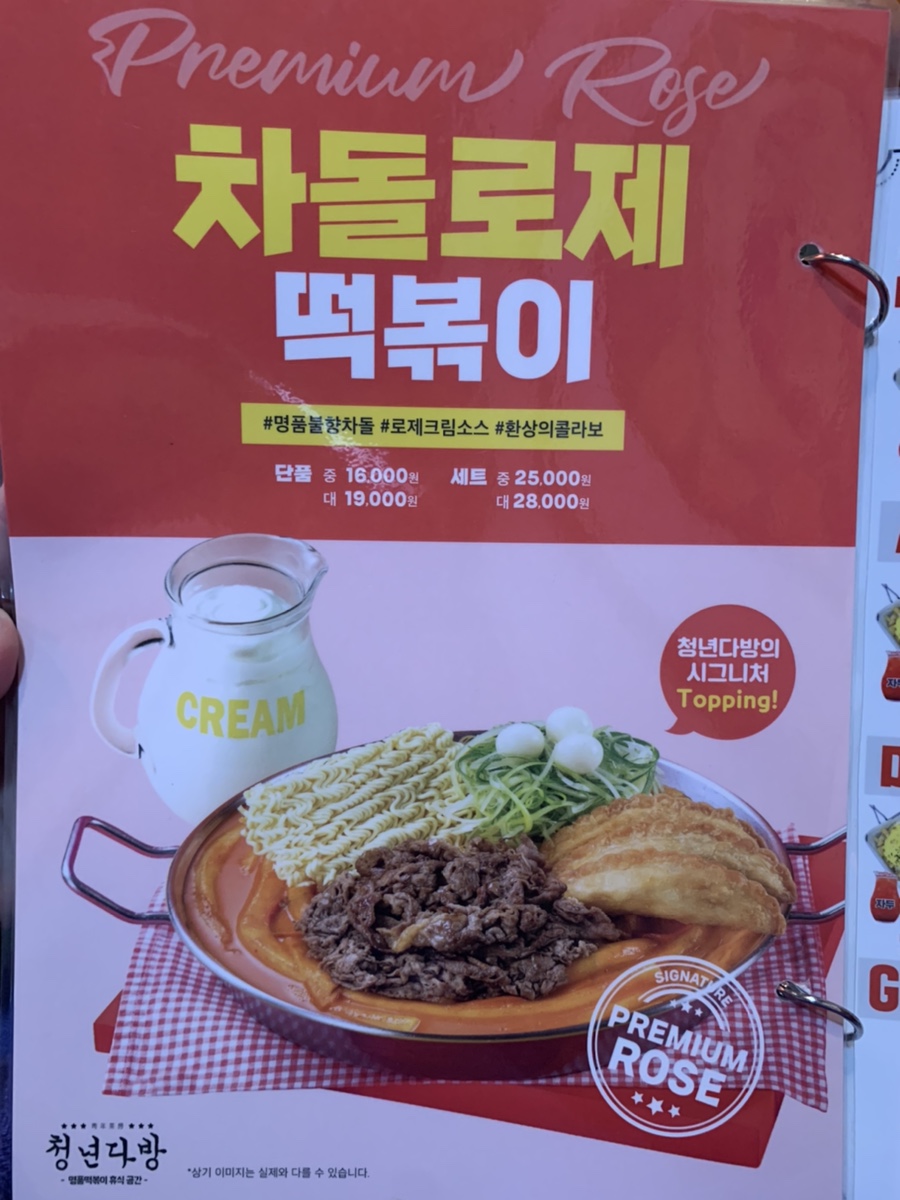 Premium Rose
차돌로제
떡볶이
#명품불향차돌 #로제크림소스 #환상의콜라보
단품 중 16,000원 세트 중 25,000원
대 19,000원 대 28,000원
CREAM
청년다방의
시그니처
Topping!
SIGNATURE
PREMIUM
ROSE
청년다방
- 명품떡볶이 휴식 공간 -
*상기 이미지는 실제와 다를 수 있습니다.
자두
G